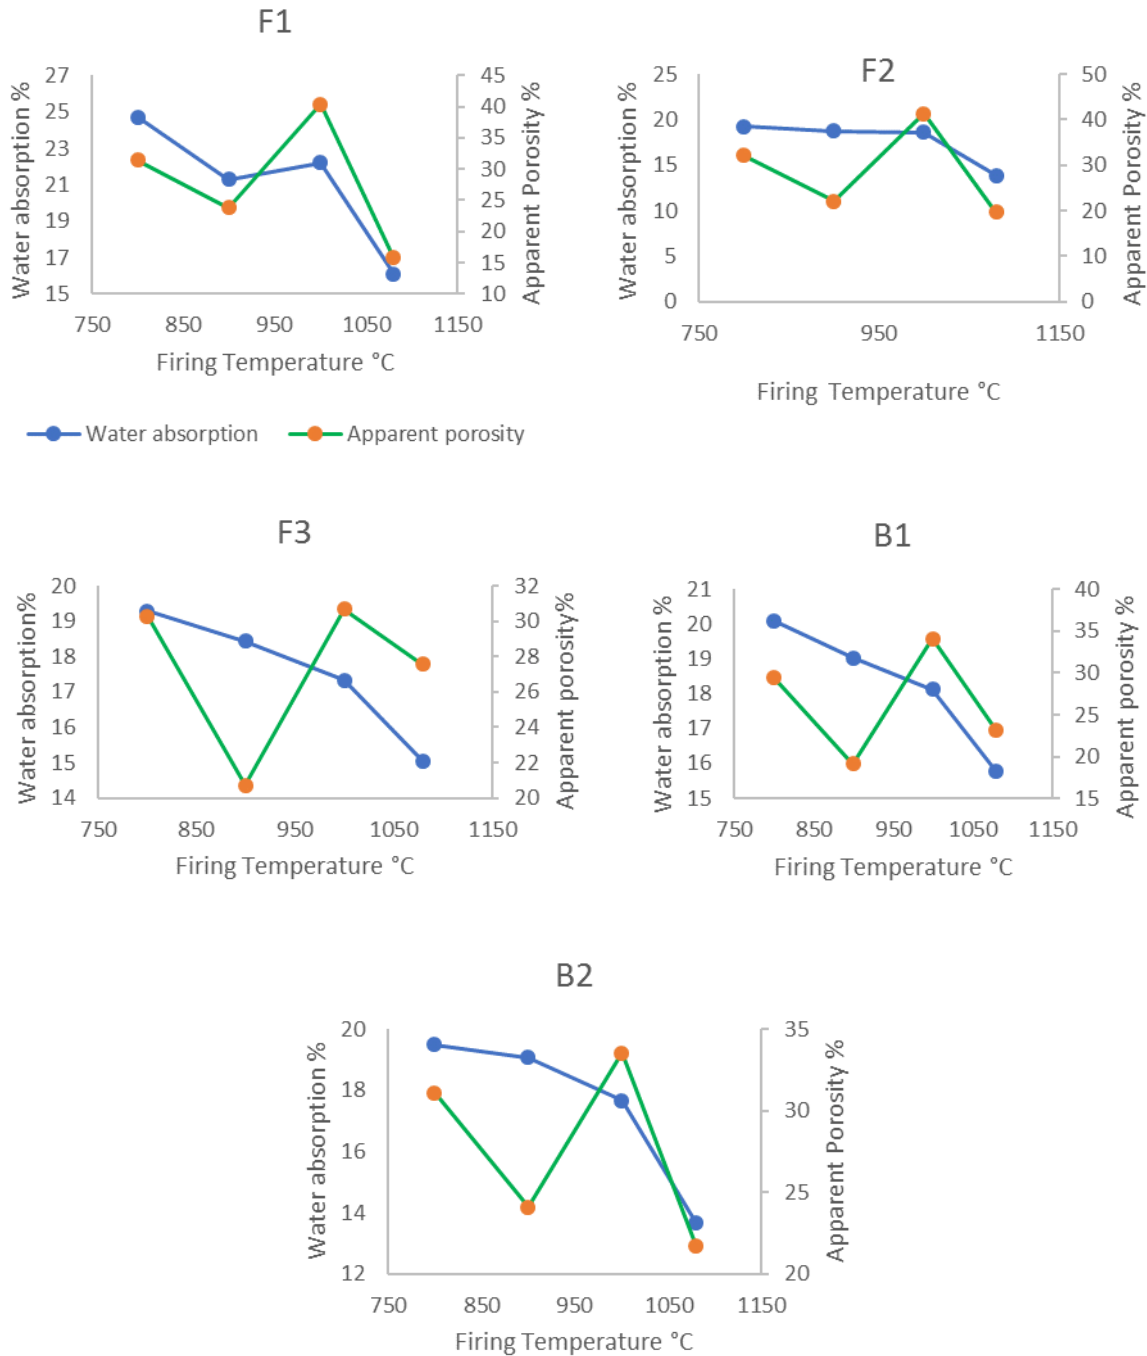 F1
Water absorption %
27
25
23
21
19
17
15
45
40
35
30
25
20
15
10
Apparent Porosity %
750 850 950 1050 1150
Firing Temperature °C
F2
Water absorption %
25
20
15
10
5
0
50
40
30
20
10
0
Apparent Porosity %
750 950 1150
Firing Temperature °C
Water absorption Apparent porosity
F3
Water absorption%
20
19
18
17
16
15
14
32
30
28
26
24
22
20
Apparent porosity%
750 850 950 1050 1150
Firing Temperature °C
B1
Water absorption %
21
20
19
18
17
16
15
40
35
30
25
20
15
Apparent porosity %
750 850 950 1050 1150
Firing Temperature °C
B2
Water absorption %
20
18
16
14
12
35
30
25
20
Apparent Porosity %
750 850 950 1050 1150
Firing Temperature °C